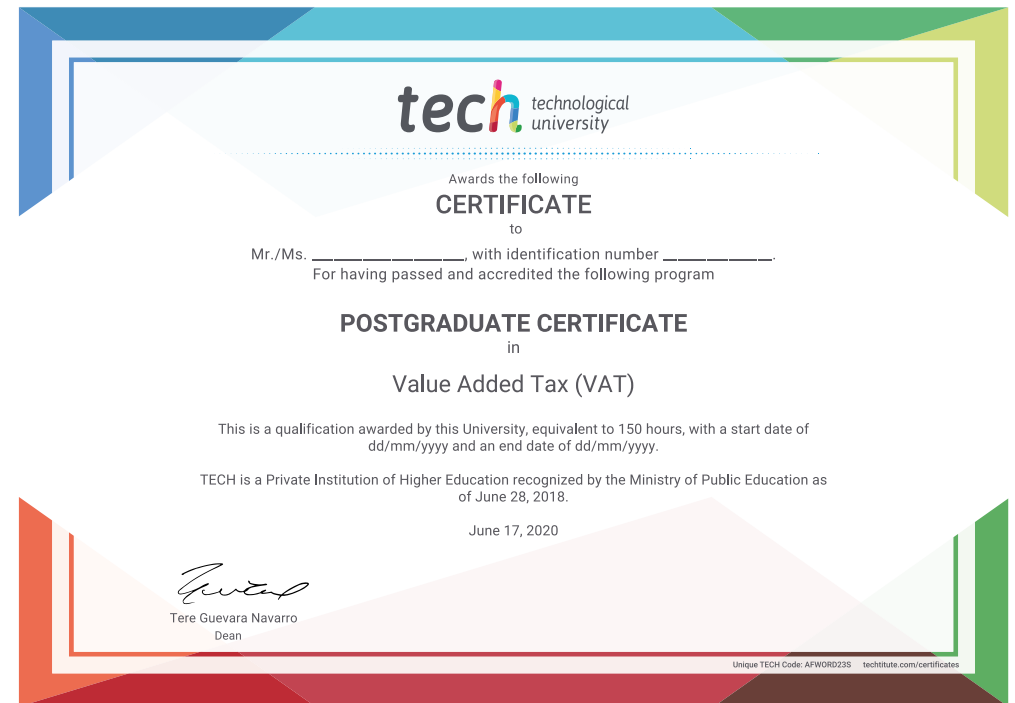 tech technological
university
Awards the following
CERTIFICATE
to
Mr./Ms. __________________, with identification number _____________.
For having passed and accredited the following program
POSTGRADUATE CERTIFICATE
in
Value Added Tax (VAT)
This is a qualification awarded by this University, equivalent to 150 hours, with a start date of
dd/mm/yyyy and an end date of dd/mm/yyyy.
TECH is a Private Institution of Higher Education recognized by the Ministry of Public Education as
of June 28, 2018.
June 17, 2020
Tere Guevara Navarro
Dean
Unique TECH Code: AFWORD23S techtitute.com/certificates